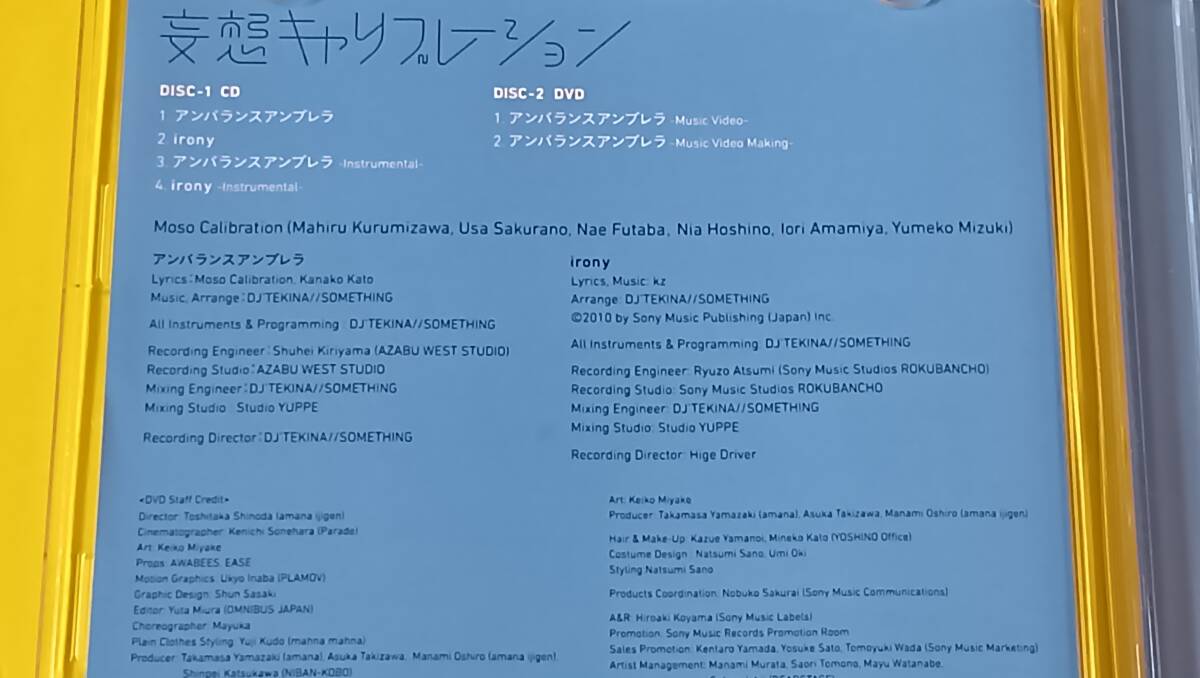 妄想キャリブレーション
DISC-1 CD
1. アンバランスアンブレラ
2. irony
3. アンバランスアンブレラ -Instrumental-
4. irony -Instrumental-
DISC-2 DVD
1. アンバランスアンブレラ -Music Video-
2. アンバランスアンブレラ -Music Video Making-
Moso Calibration (Mahiru Kurumizawa, Usa Sakurano, Nae Futaba, Nia Hoshino, Iori Amamiya, Yumeko Mizuki)
アンバランスアンブレラ
Lyrics: Moso Calibration, Kanako Kato
Music, Arrange: DJ'TEKINA//SOMETHING
All Instruments & Programming: DJ'TEKINA//SOMETHING
Recording Engineer: Shuhei Kiriyama (AZABU WEST STUDIO)
Recording Studio: AZABU WEST STUDIO
Mixing Engineer: DJ'TEKINA//SOMETHING
Mixing Studio: Studio YUPPE
Recording Director: DJ'TEKINA//SOMETHING
irony
Lyrics, Music: kz
Arrange: DJ'TEKINA//SOMETHING
©2010 by Sony Music Publishing (Japan) Inc.
All Instruments & Programming: DJ'TEKINA//SOMETHING
Recording Engineer: Ryuzo Atsumi (Sony Music Studios ROKUBANCHO)
Recording Studio: Sony Music Studios ROKUBANCHO
Mixing Engineer: DJ'TEKINA//SOMETHING
Mixing Studio: Studio YUPPE
Recording Director: Hige Driver
<DVD Staff Credit>
Director: Toshitaka Shinoda (amana ijigen)
Cinematographer: Kenichi Sonehara (Parade)
Art: Keiko Miyake
Props: AWABEES, EASE
Motion Graphics: Ukyo Inaba (PLAMOV)
Graphic Design: Shun Sasaki
Editor: Yuta Miura (OMNIBUS JAPAN)
Choreographer: Mayuka
Plain Clothes Styling: Yuji Kudo (mahna mahna)
Producer: Takamasa Yamazaki (amana), Asuka Takizawa, Manami Oshiro (amana ijigen),
Shinpei Katsukawa (NIBAN-KOBO)
Art: Keiko Miyake
Producer: Takamasa Yamazaki (amana), Asuka Takizawa, Manami Oshiro (amana ijigen)
Hair & Make-Up: Kazue Yamanoi, Mineko Kato (YOSHINO Office)
Costume Design: Natsumi Sano, Umi Oki
Styling Natsumi Sano
Products Coordination: Nobuko Sakurai (Sony Music Communications)
A&R: Hiroaki Koyama (Sony Music Labels)
Promotion: Sony Music Records Promotion Room
Sales Promotion: Kentaro Yamada, Yosuke Sato, Tomoyuki Wada (Sony Music Marketing)
Artist Management: Manami Murata, Saori Tomono, Mayu Watanabe,